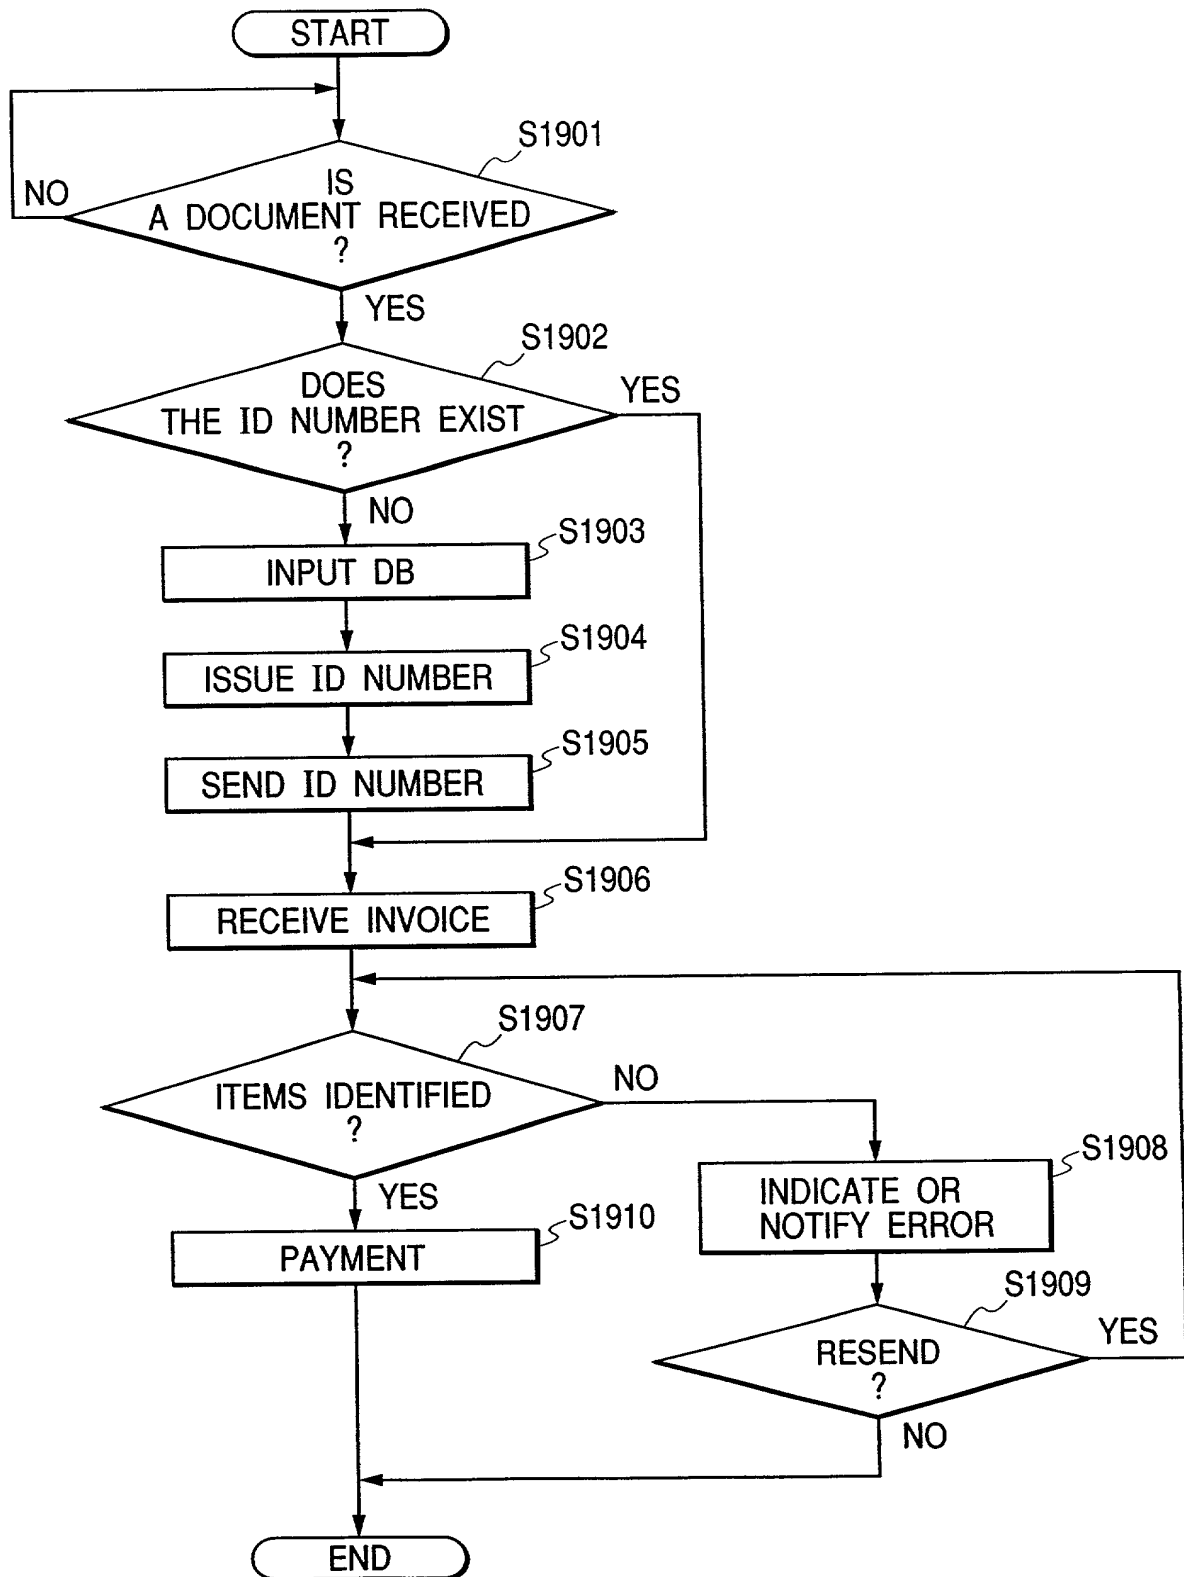 START
S1901
NO
IS
A DOCUMENT RECEIVED
?
YES
S1902
DOES
THE ID NUMBER EXIST
?
YES
NO
S1903
INPUT DB
S1904
ISSUE ID NUMBER
S1905
SEND ID NUMBER
S1906
RECEIVE INVOICE
S1907
ITEMS IDENTIFIED
?
NO
YES
S1908
INDICATE OR
NOTIFY ERROR
S1910
PAYMENT
S1909
RESEND
?
YES
NO
END